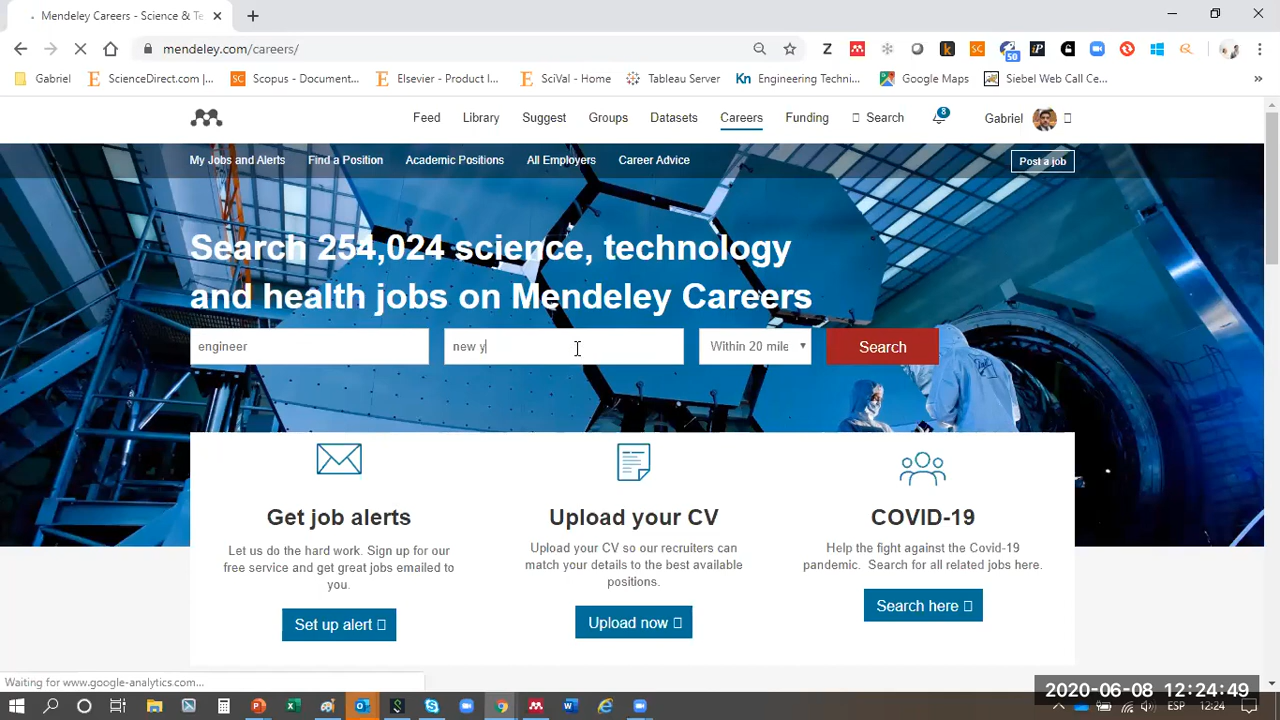 Mendeley Careers - Science & Te
mendeley.com/careers/
50
Gabriel
ScienceDirect.com |...
Scopus - Documen...
Elsevier - Product I...
SciVal - Home
Tableau Server
Kn Engineering Techni...
Google Maps
Siebel Web Call Ce...
Feed
Library
Suggest
Groups
Datasets
Careers
Funding
Search
8
Gabriel
My Jobs and Alerts
Find a Position
Academic Positions
All Employers
Career Advice
Post a job
Search 254,024 science, technology
and health jobs on Mendeley Careers
engineer
new y
Within 20 mile
Search
Get job alerts
Let us do the hard work. Sign up for our
free service and get great jobs emailed to
you.
Set up alert
Upload your CV
Upload your CV so our recruiters can
match your details to the best available
positions.
Upload now
COVID-19
Help the fight against the Covid-19
pandemic. Search for all related jobs here.
Search here
Waiting for www.google-analytics.com...
2020-06-08 12:24:49
ESP
12:24